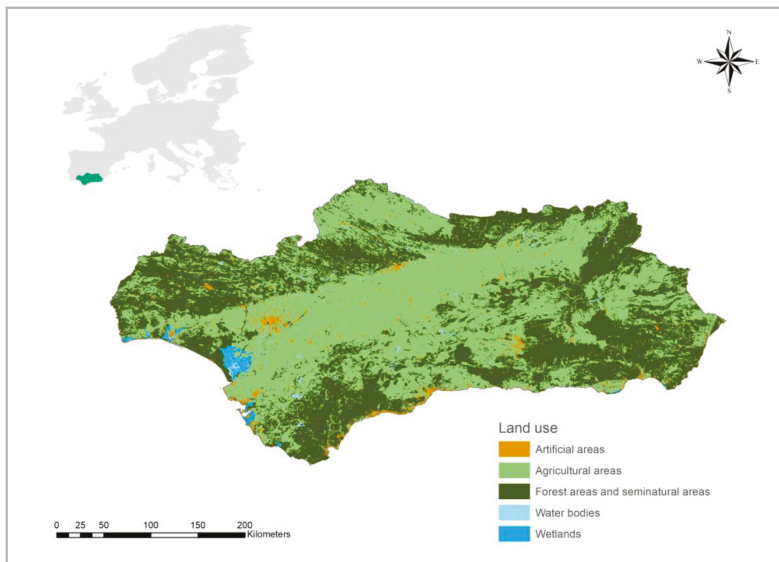 N
W E
S
Land use
Artificial areas
Agricultural areas
Forest areas and seminatural areas
Water bodies
Wetlands
0 25 50 100 150 200
Kilometers